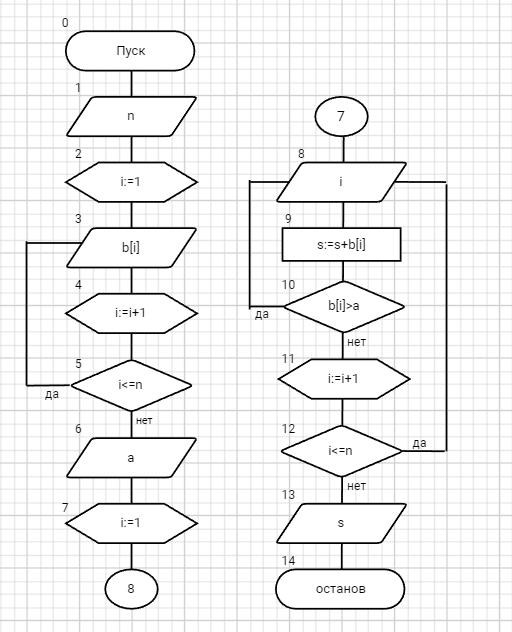 0
Пуск
1
n
2
i:=1
3
b[i]
4
i:=i+1
5
i<=n
да
нет
6
a
7
i:=1
8
7
8
i
9
s:=s+b[i]
10
b[i]>a
да
нет
11
i:=i+1
12
i<=n
да
нет
13
s
14
останов